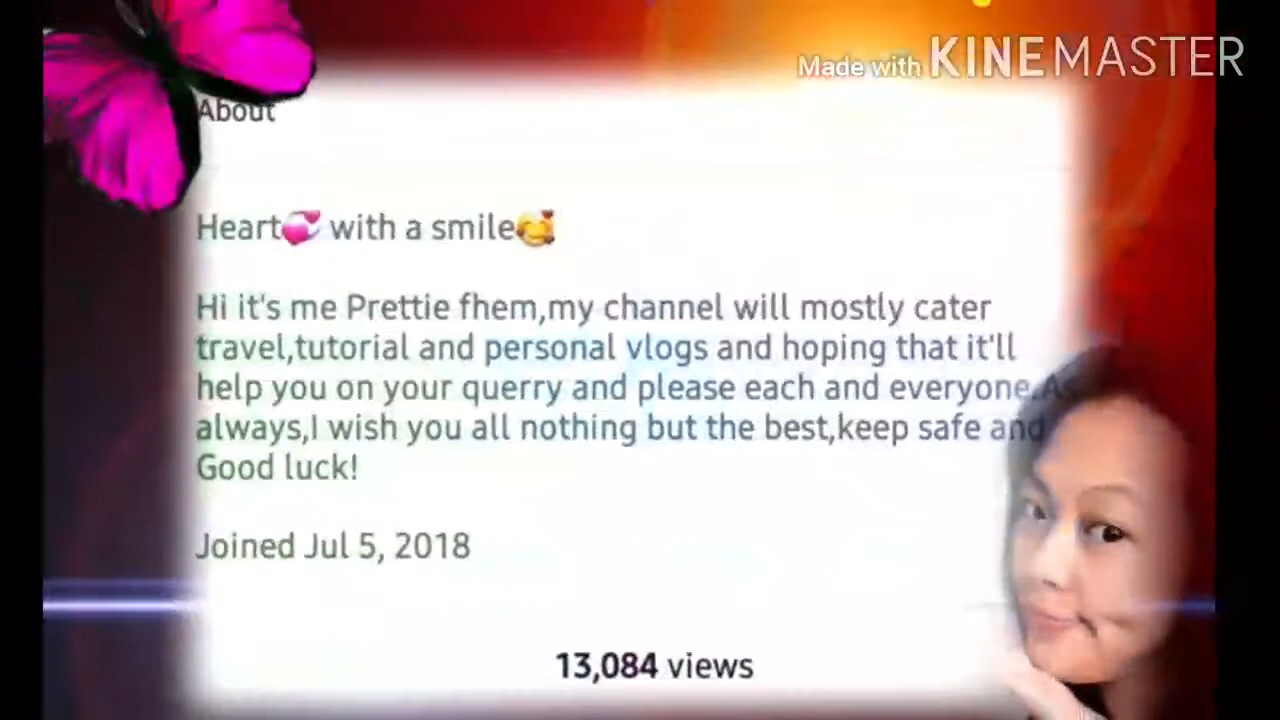 Made with KINEMASTER
About
Heart💞 with a smile🥰
Hi it's me Prettie fhem,my channel will mostly cater
travel,tutorial and personal vlogs and hoping that it'll
help you on your querry and please each and everyone.As
always,I wish you all nothing but the best,keep safe and
Good luck!
Joined Jul 5, 2018
13,084 views